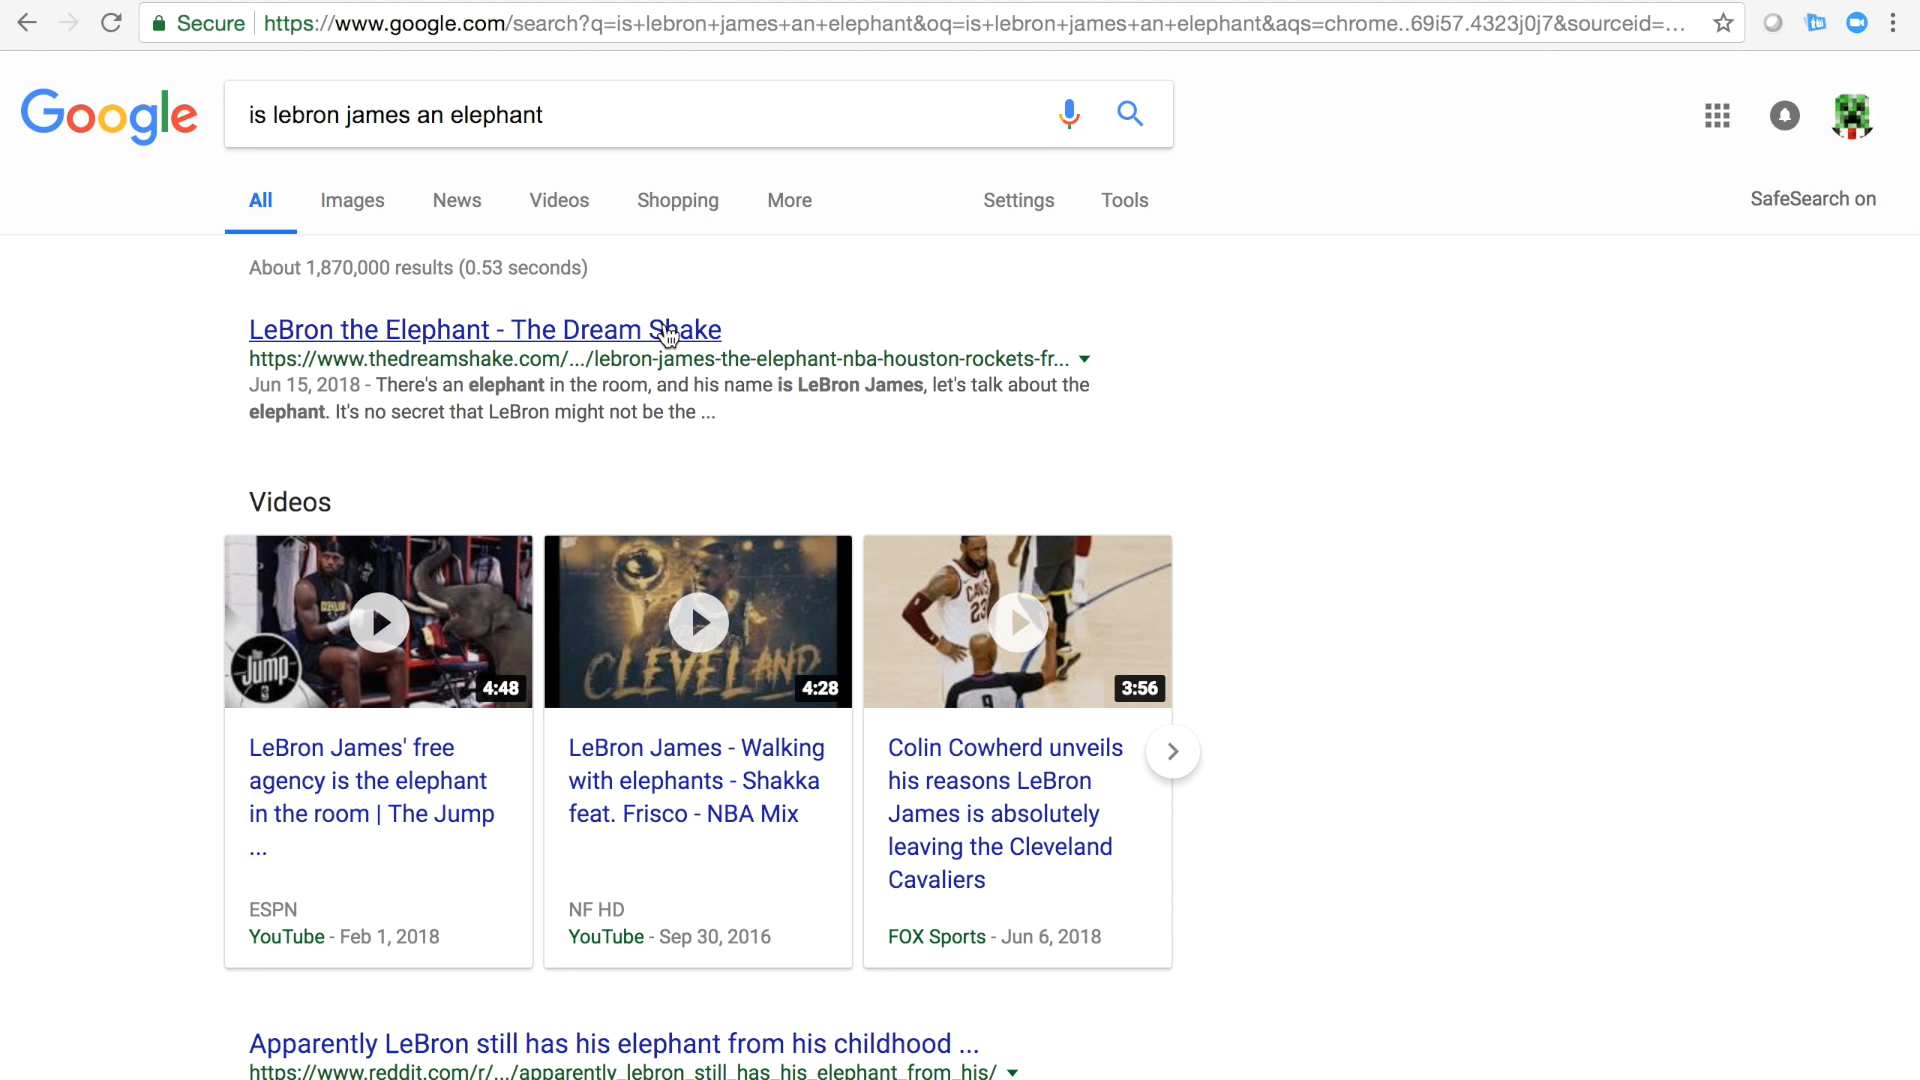 Secure https://www.google.com/search?q=is+lebron+james+an+elephant&oq=is+lebron+james+an+elephant&aqs=chrome..69i57.4323j0j7&sourceid=...
Google
is lebron james an elephant
All Images News Videos Shopping More Settings Tools SafeSearch on
About 1,870,000 results (0.53 seconds)
LeBron the Elephant - The Dream Shake
https://www.thedreamshake.com/.../lebron-james-the-elephant-nba-houston-rockets-fr...
Jun 15, 2018 - There's an elephant in the room, and his name is LeBron James, let's talk about the
elephant. It's no secret that LeBron might not be the ...
Videos
the
Jump
4:48
CLEVELAND
4:28
CAVS
23
9
3:56
LeBron James' free
agency is the elephant
in the room | The Jump
...
ESPN
YouTube - Feb 1, 2018
LeBron James - Walking
with elephants - Shakka
feat. Frisco - NBA Mix
NF HD
YouTube - Sep 30, 2016
Colin Cowherd unveils
his reasons LeBron
James is absolutely
leaving the Cleveland
Cavaliers
FOX Sports - Jun 6, 2018
Apparently LeBron still has his elephant from his childhood ...
https://www.reddit.com/r/.../apparently_lebron_still_has_his_elephant_from_his/